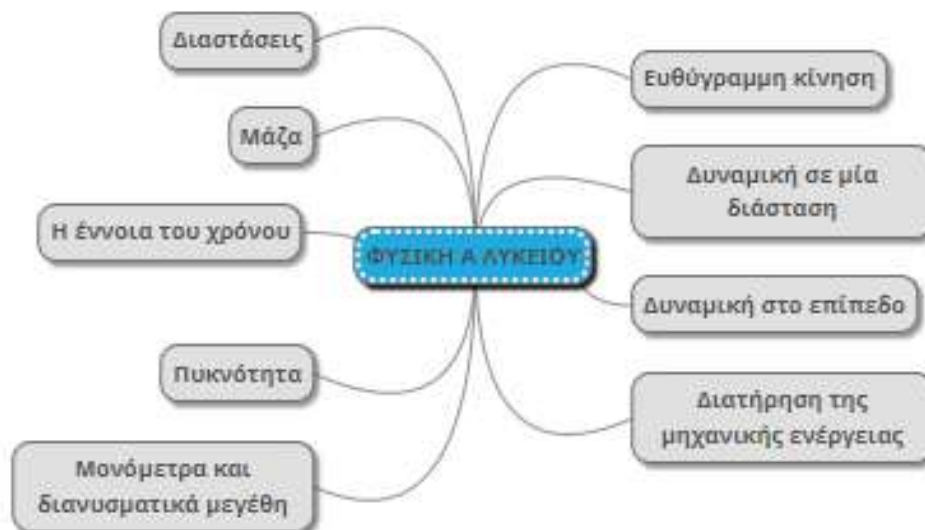 Διαστάσεις
Μάζα
Η έννοια του χρόνου
Πυκνότητα
Μονόμετρα και
διανυσματικά μεγέθη
ΦΥΣΙΚΗ Α ΛΥΚΕΙΟΥ
Ευθύγραμμη κίνηση
Δυναμική σε μία
διάσταση
Δυναμική στο επίπεδο
Διατήρηση της
μηχανικής ενέργειας